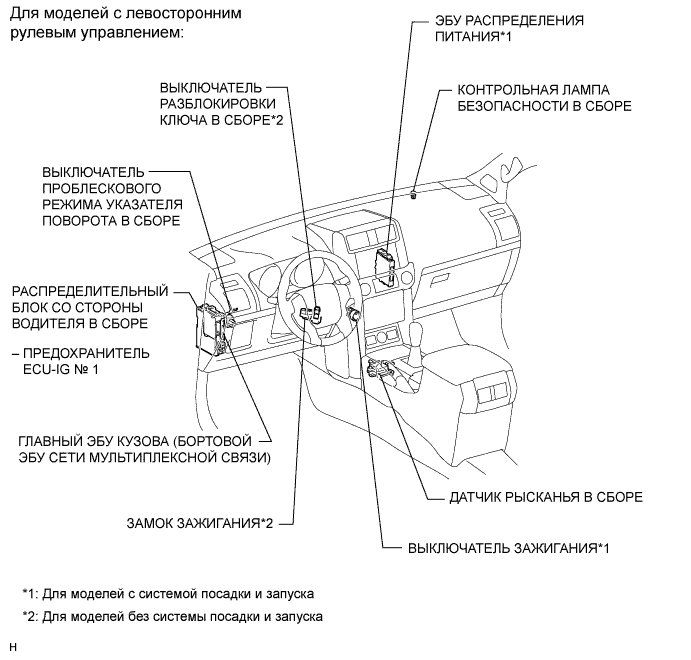 Для моделей с левосторонним
рулевым управлением:
ЭБУ РАСПРЕДЕЛЕНИЯ
ПИТАНИЯ*1
ВЫКЛЮЧАТЕЛЬ
РАЗБЛОКИРОВКИ
КЛЮЧА В СБОРЕ*2
КОНТРОЛЬНАЯ ЛАМПА
БЕЗОПАСНОСТИ В СБОРЕ
ВЫКЛЮЧАТЕЛЬ
ПРОБЛЕСКОВОГО
РЕЖИМА УКАЗАТЕЛЯ
ПОВОРОТА В СБОРЕ
РАСПРЕДЕЛИТЕЛЬНЫЙ
БЛОК СО СТОРОНЫ
ВОДИТЕЛЯ В СБОРЕ
– ПРЕДОХРАНИТЕЛЬ
ECU-IG № 1
ГЛАВНЫЙ ЭБУ КУЗОВА (БОРТОВОЙ
ЭБУ СЕТИ МУЛЬТИПЛЕКСНОЙ СВЯЗИ)
ДАТЧИК РЫСКАНЬЯ В СБОРЕ
ЗАМОК ЗАЖИГАНИЯ*2
ВЫКЛЮЧАТЕЛЬ ЗАЖИГАНИЯ*1
*1: Для моделей с системой посадки и запуска
*2: Для моделей без системы посадки и запуска
H